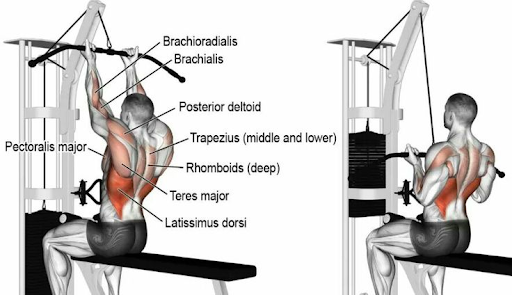 Brachioradialis
Brachialis
Posterior deltoid
Trapezius (middle and lower)
Pectoralis major
Rhomboids (deep)
Teres major
Latissimus dorsi